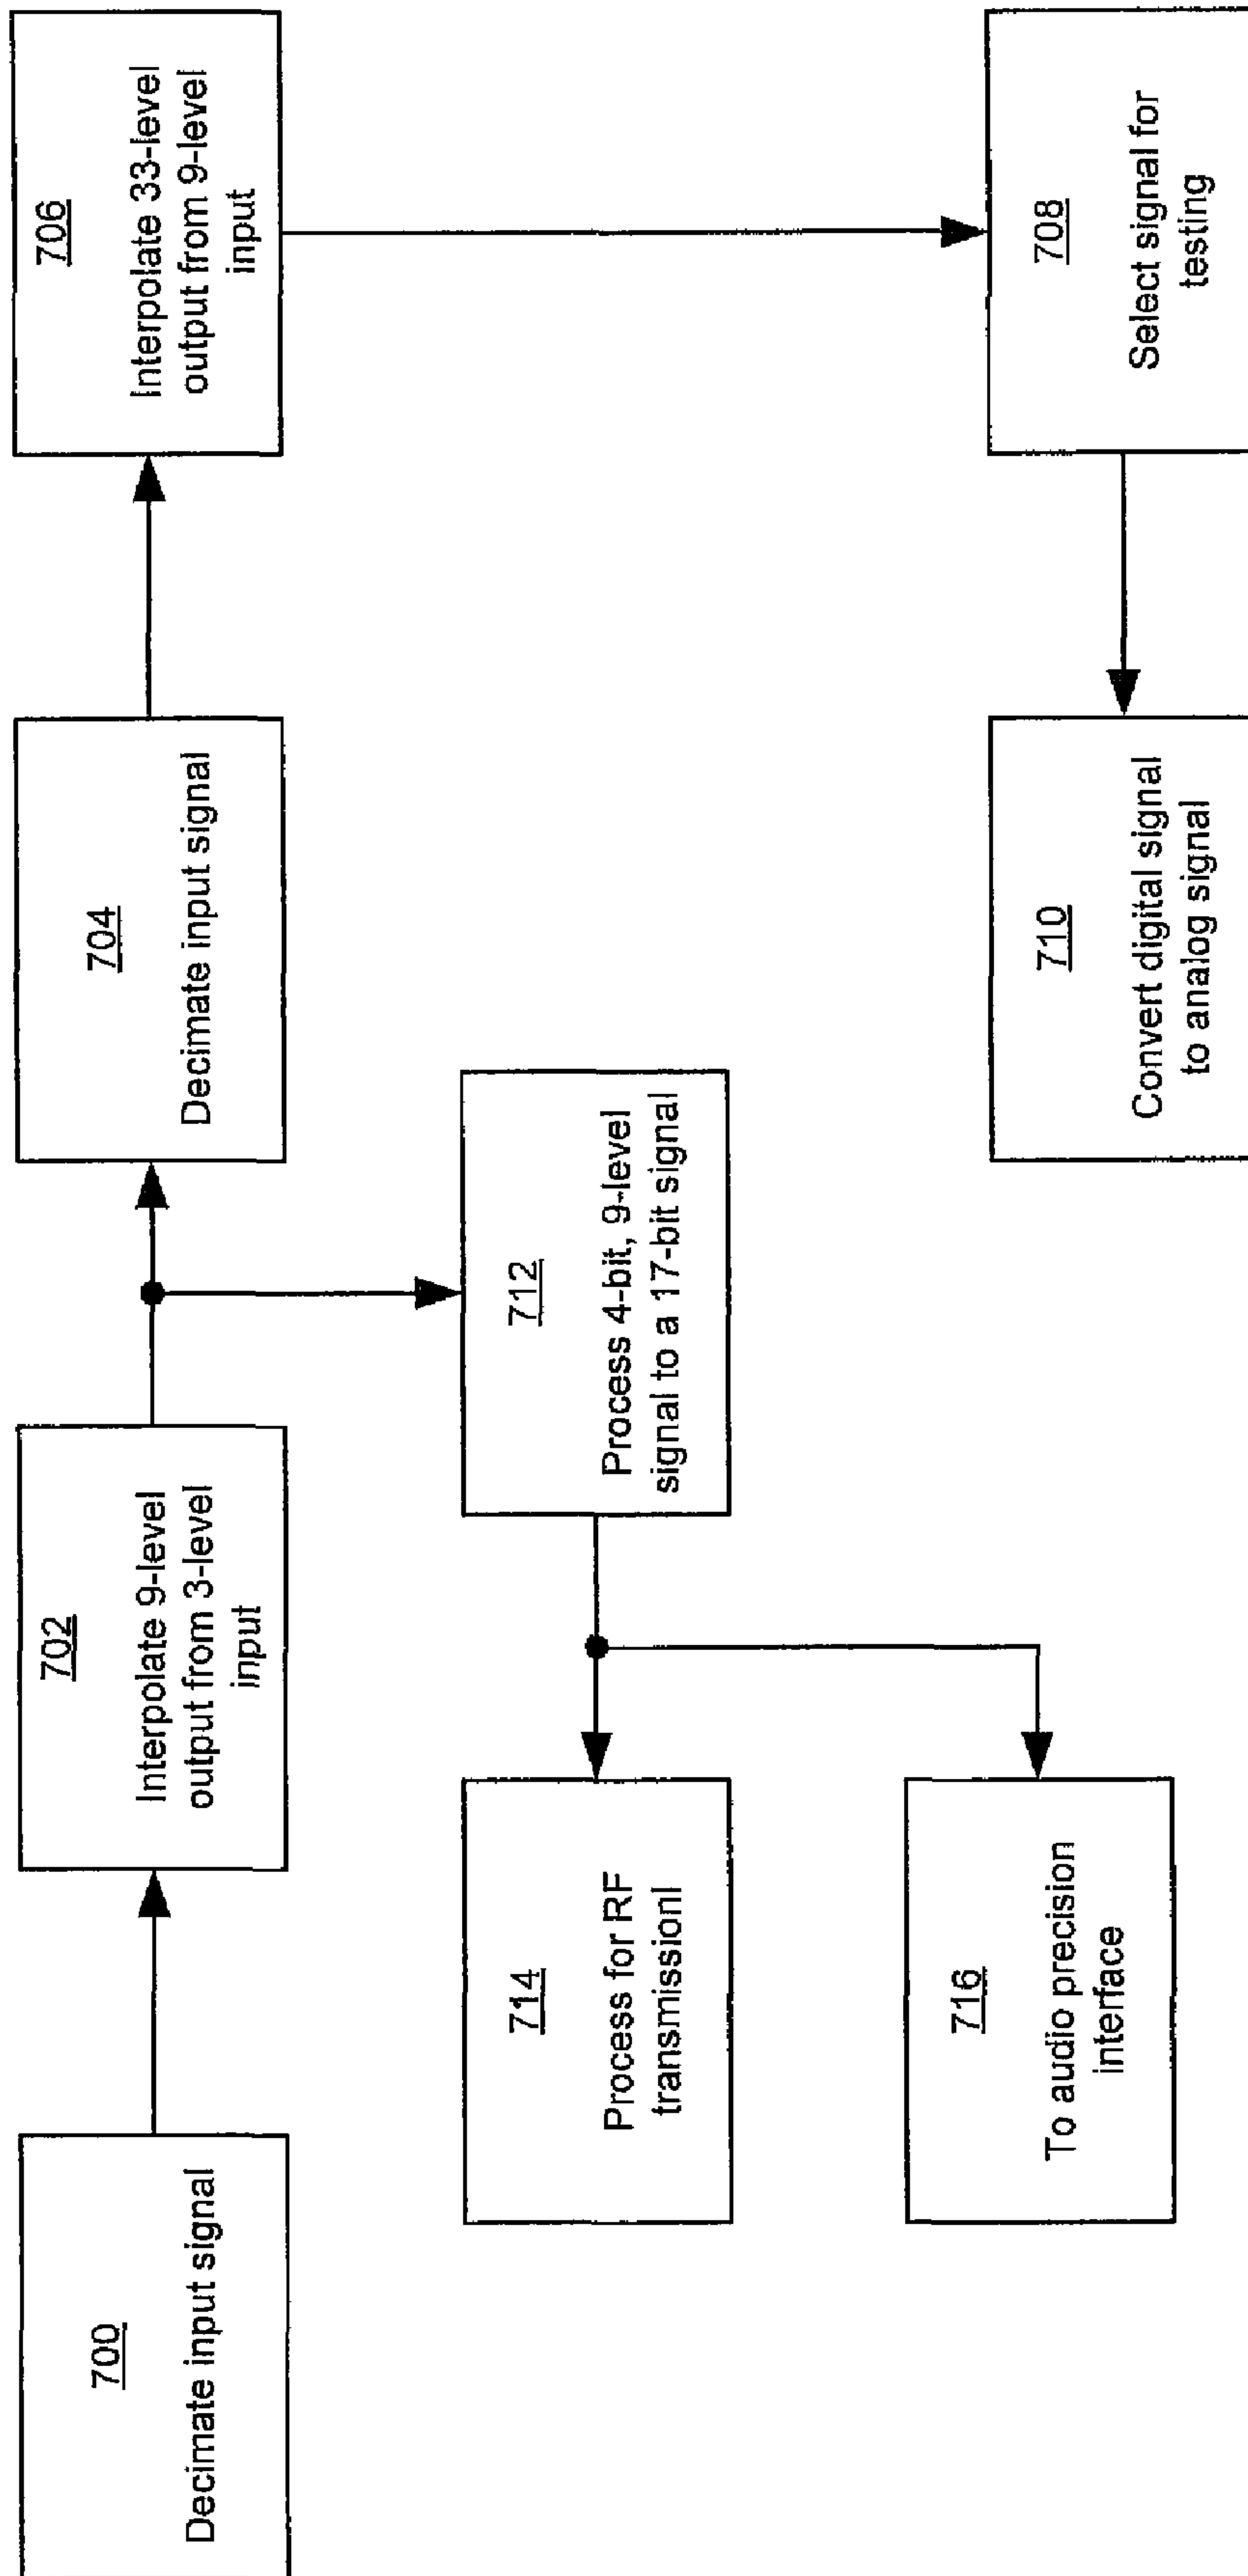 700
Decimate input signal
702
Interpolate 9-level
output from 3-level
input
704
Decimate input signal
706
Interpolate 33-level
output from 9-level
input
712
Process 4-bit, 9-level
signal to a 17-bit signal
714
Process for RF
transmissionl
716
To audio precision
interface
710
Convert digital signal
to analog signal
708
Select signal for
testing